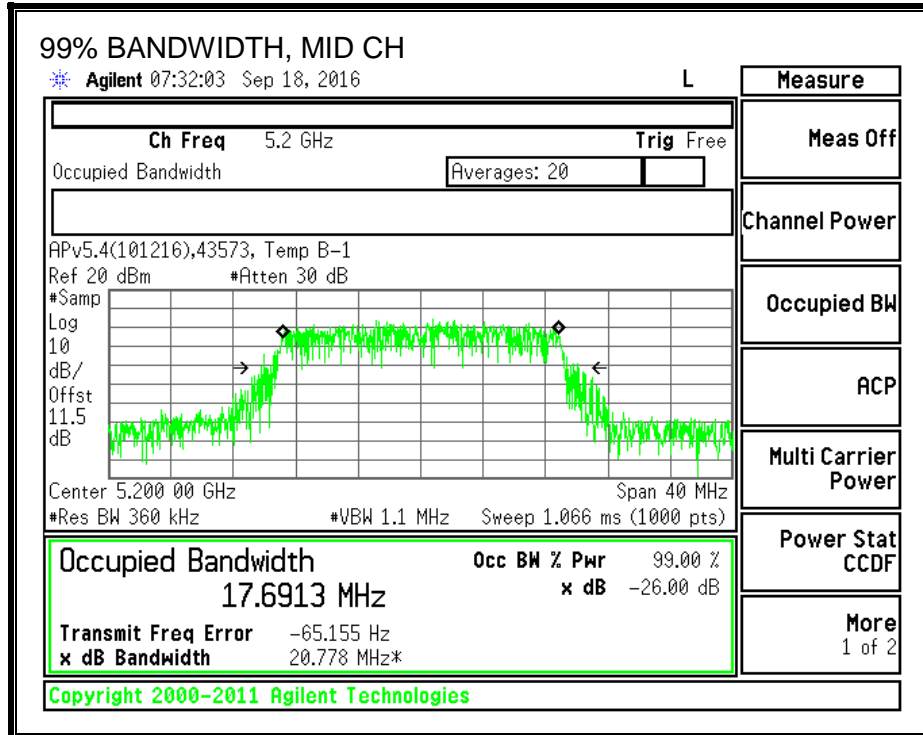 99% BANDWIDTH, MID CH
Agilent 07:32:03 Sep 18, 2016 L
Ch Freq 5.2 GHz Trig Free
Occupied Bandwidth Averages: 20
APv5.4(101216),43573, Temp B-1
Ref 20 dBm #Atten 30 dB
#Samp
Log
10
dB/
Offst
11.5
dB
Center 5.200 00 GHz Span 40 MHz
#Res BW 360 kHz #VBW 1.1 MHz Sweep 1.066 ms (1000 pts)
Occupied Bandwidth Occ BW % Pwr 99.00 %
17.6913 MHz x dB -26.00 dB
Transmit Freq Error -65.155 Hz
x dB Bandwidth 20.778 MHz*
Copyright 2000-2011 Agilent Technologies
Measure
Meas Off
Channel Power
Occupied BW
ACP
Multi Carrier
Power
Power Stat
CCDF
More
1 of 2